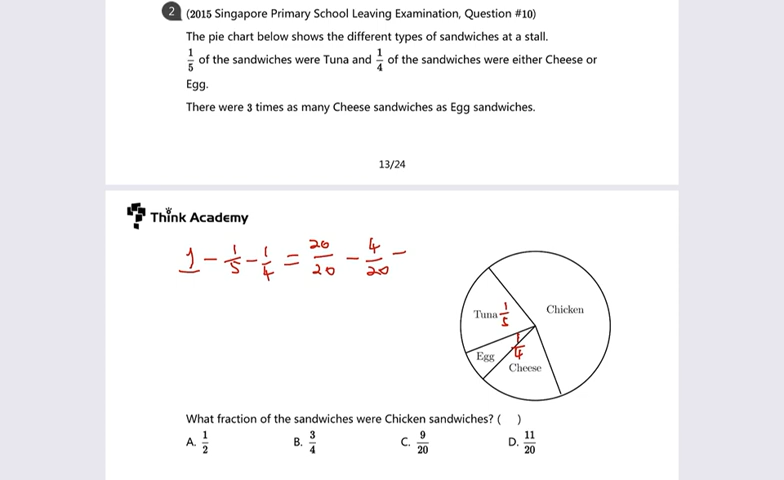 2 (2015 Singapore Primary School Leaving Examination, Question #10)
The pie chart below shows the different types of sandwiches at a stall.
1/5 of the sandwiches were Tuna and 1/4 of the sandwiches were either Cheese or
Egg.
There were 3 times as many Cheese sandwiches as Egg sandwiches.
13/24
Think Academy
1 - 1/5 - 1/4 = 20/20 - 4/20 -
Tuna 1/5
Chicken
1/4
Egg
Cheese
What fraction of the sandwiches were Chicken sandwiches? ( )
A. 1/2 B. 3/4 C. 9/20 D. 11/20